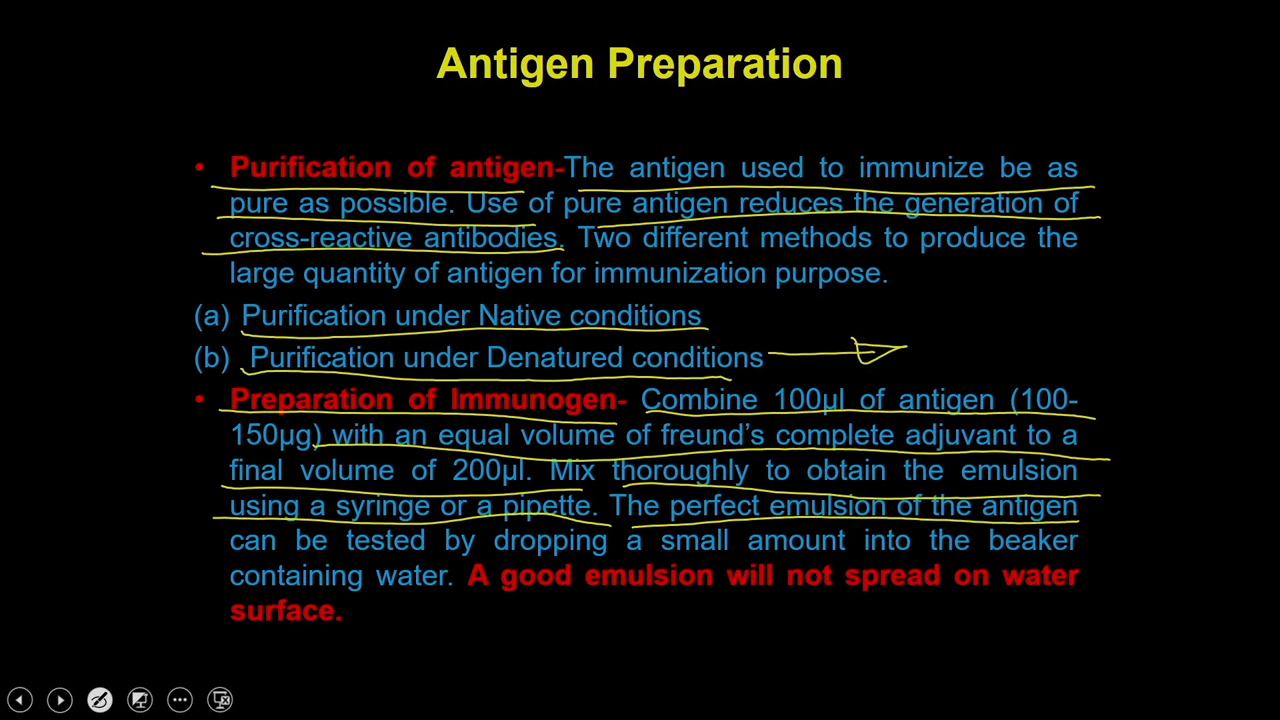 Antigen Preparation
• Purification of antigen-The antigen used to immunize be as
pure as possible. Use of pure antigen reduces the generation of
cross-reactive antibodies. Two different methods to produce the
large quantity of antigen for immunization purpose.
(a) Purification under Native conditions
(b) Purification under Denatured conditions
• Preparation of Immunogen- Combine 100µl of antigen (100-
150µg) with an equal volume of freund's complete adjuvant to a
final volume of 200µl. Mix thoroughly to obtain the emulsion
using a syringe or a pipette. The perfect emulsion of the antigen
can be tested by dropping a small amount into the beaker
containing water. A good emulsion will not spread on water
surface.